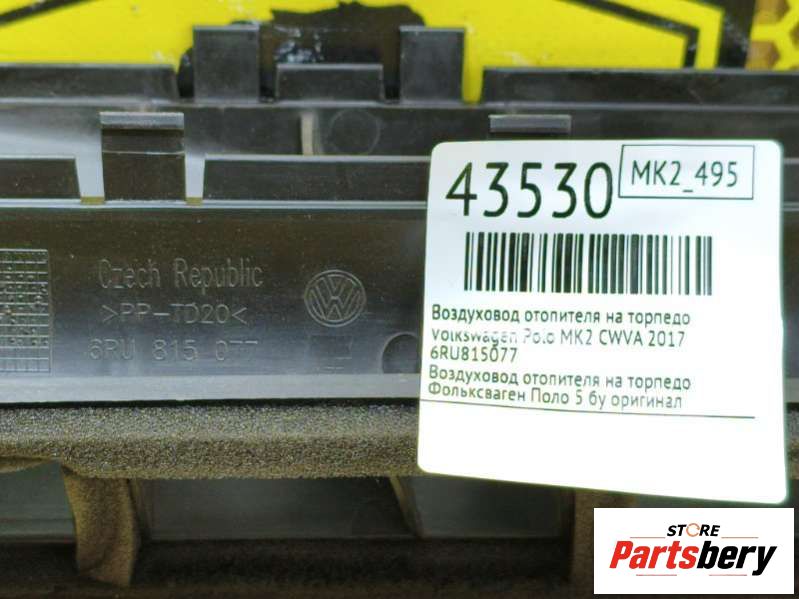 Czech Republic
>PP-TD20<
6RU 815 077
43530
MK2_495
Воздуховод отопителя на торпедо
Volkswagen Polo MK2 CWVA 2017
6RU815077
Воздуховод отопителя на торпедо
Фольксваген Поло 5 бу оригинал
STORE
Partsbery